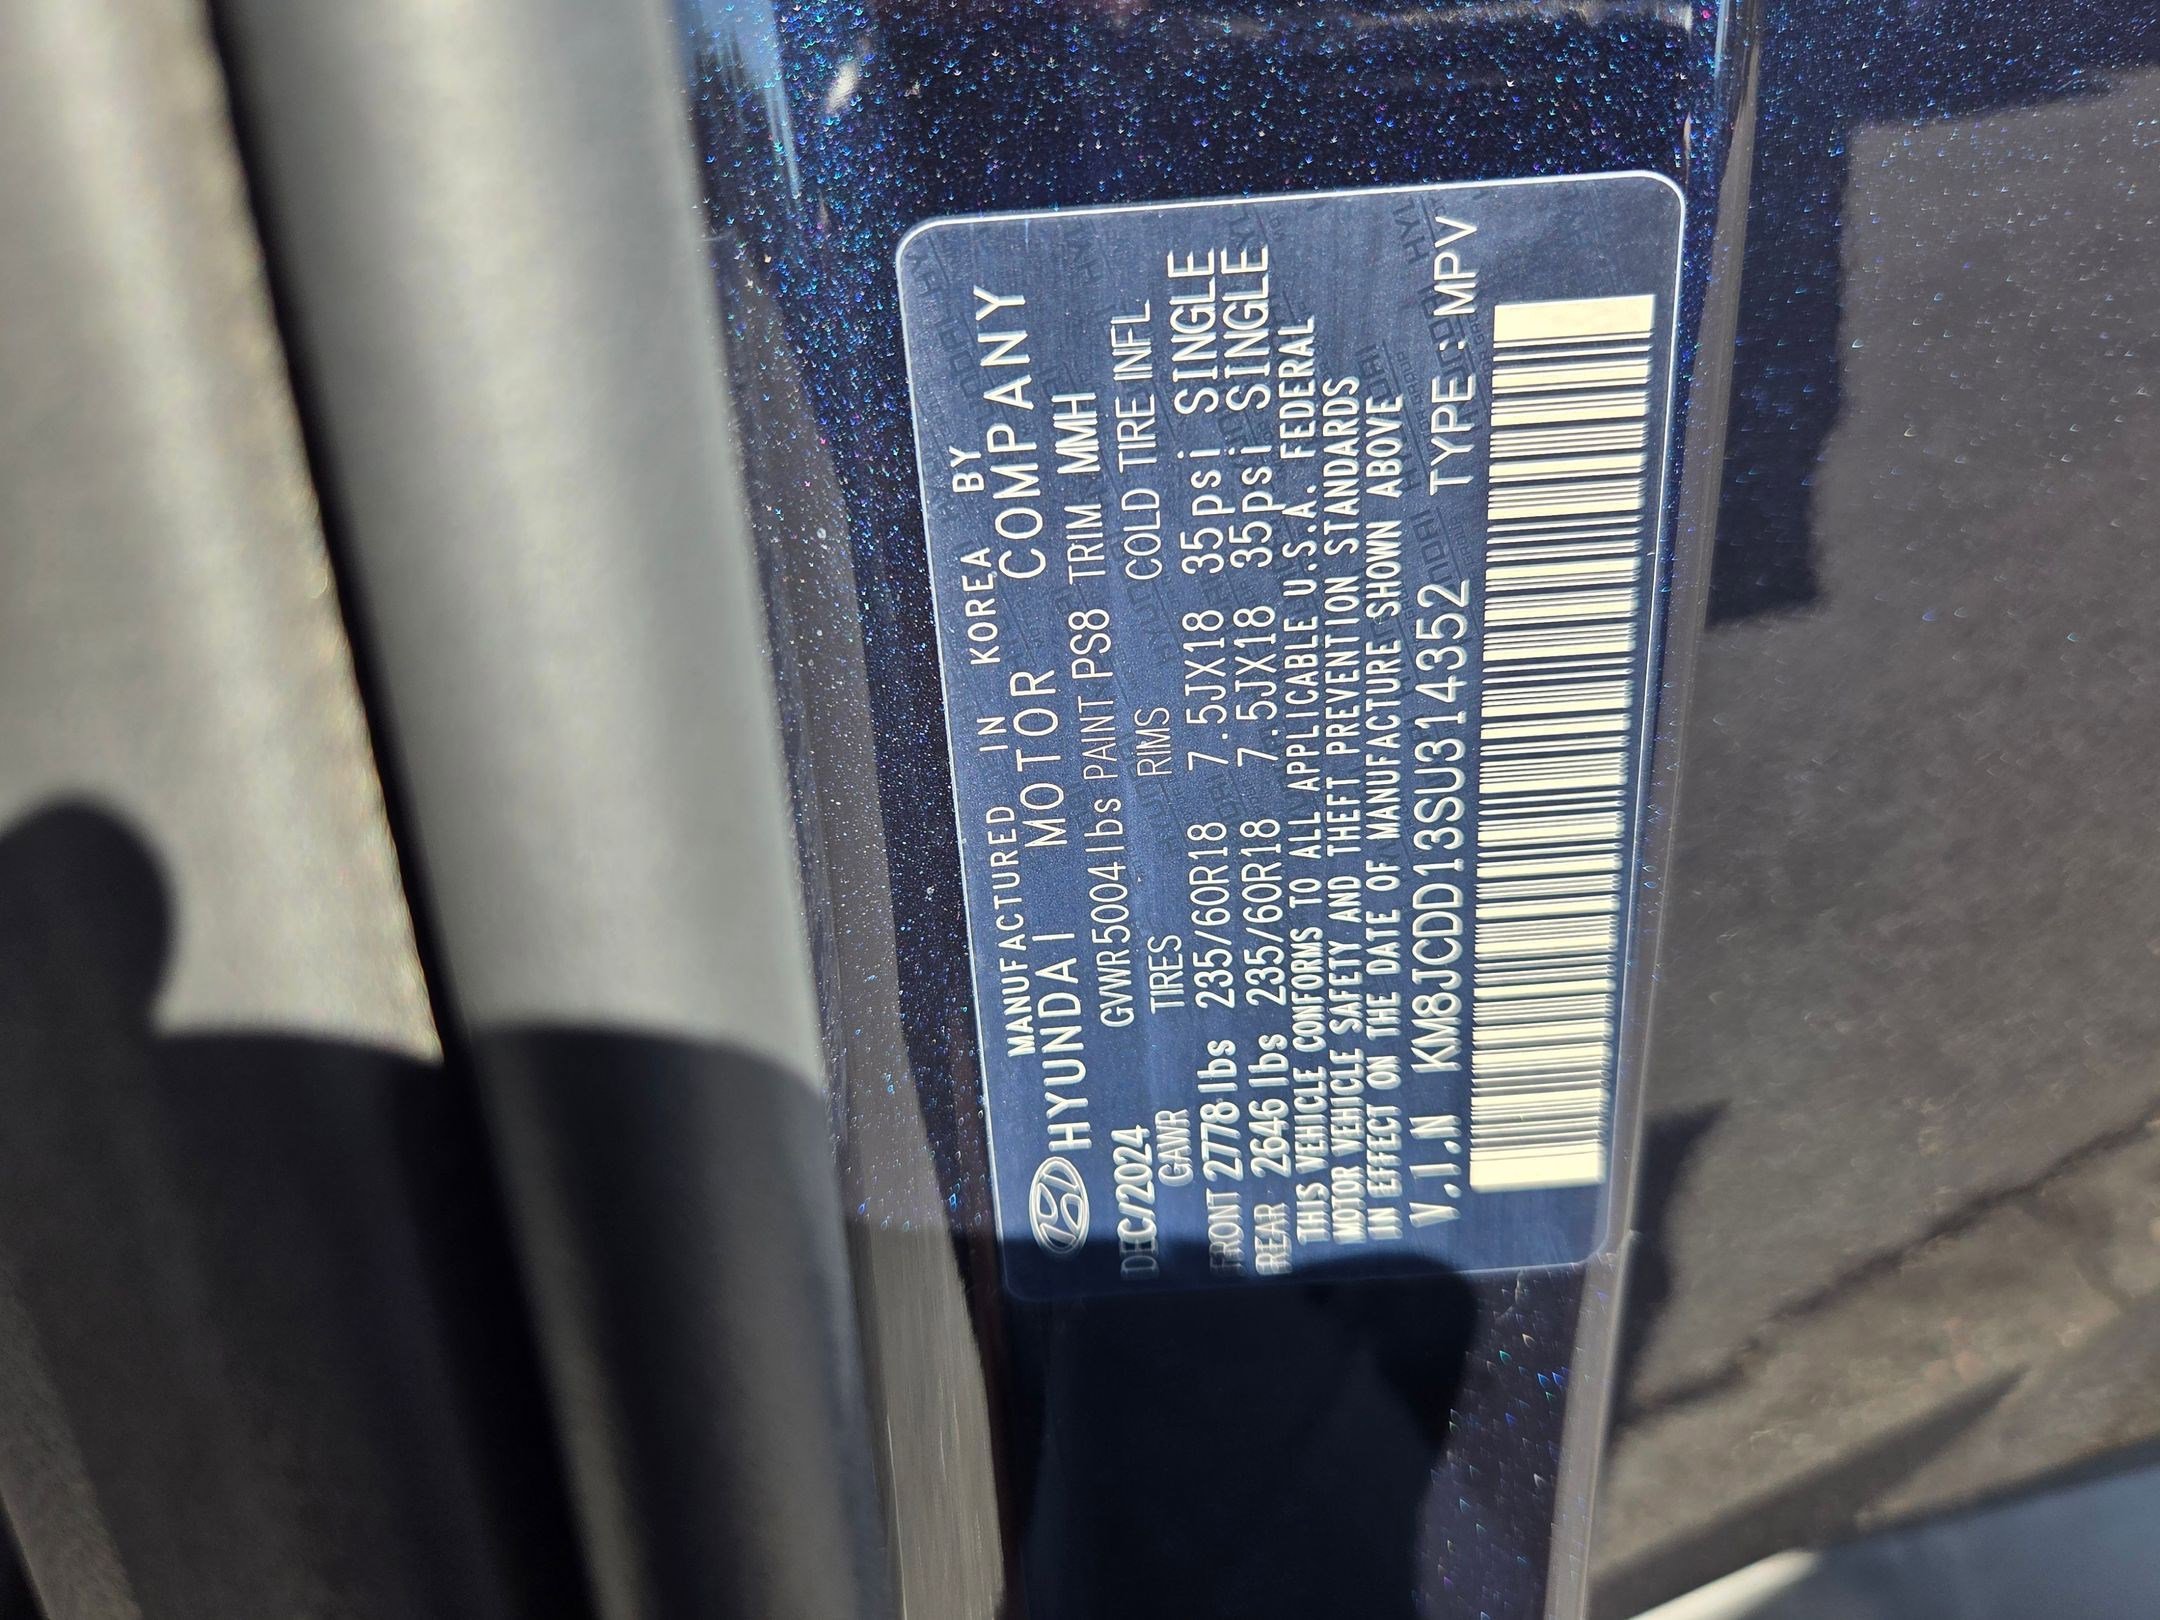 MANUFACTURED IN KOREA BY
HYUNDAI MOTOR COMPANY
DEC/2024 GVWR5004lbs PAINT PS8 TRIM MMH
GAWR TIRES RIMS COLD TIRE INFL
FRONT 2778 lbs 235/60R18 7.5JX18 35psi SINGLE
RREAR 2646 lbs 235/60R18 7.5JX18 35psi SINGLE
THIS VEHICLE CONFORMS TO ALL APPLICABLE U.S.A. FEDERAL
MOTOR VEHICLE SAFETY AND THEFT PREVENTION STANDARDS
IN EFFECT ON THE DATE OF MANUFACTURE SHOWN ABOVE
V.I.N KM8JCDD13SU314352 TYPE : MPV